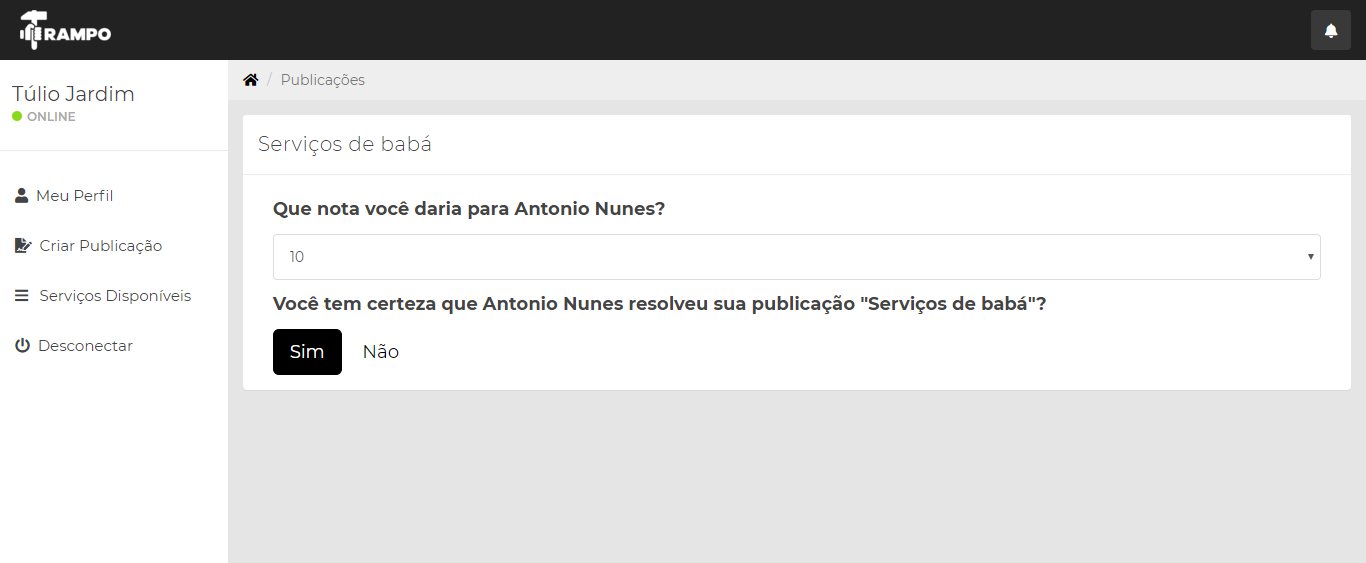 TRAMPO
Túlio Jardim
ONLINE
Meu Perfil
Criar Publicação
Serviços Disponíveis
Desconectar
/ Publicações
Serviços de babá
Que nota você daria para Antonio Nunes?
10
Você tem certeza que Antonio Nunes resolveu sua publicação "Serviços de babá"?
Sim Não